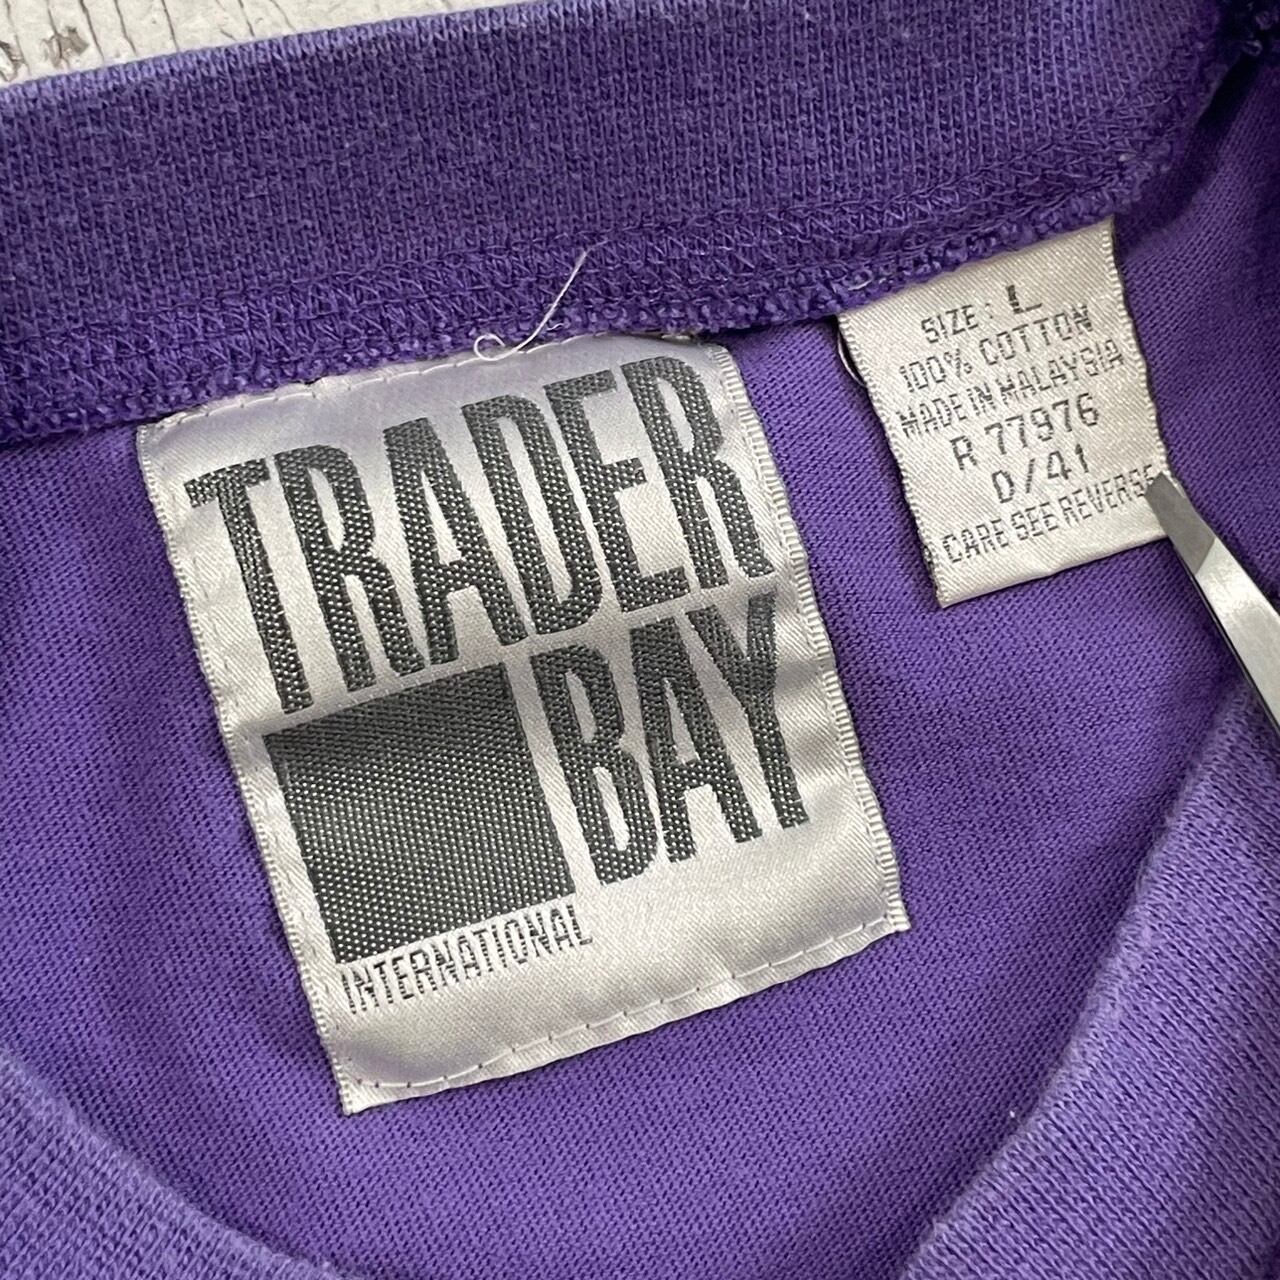 TRADER
BAY
INTERNATIONAL
SIZE: L
100% COTTON
MADE IN MALAYSIA
R 77976
D/41
CARE SEE REVERSE